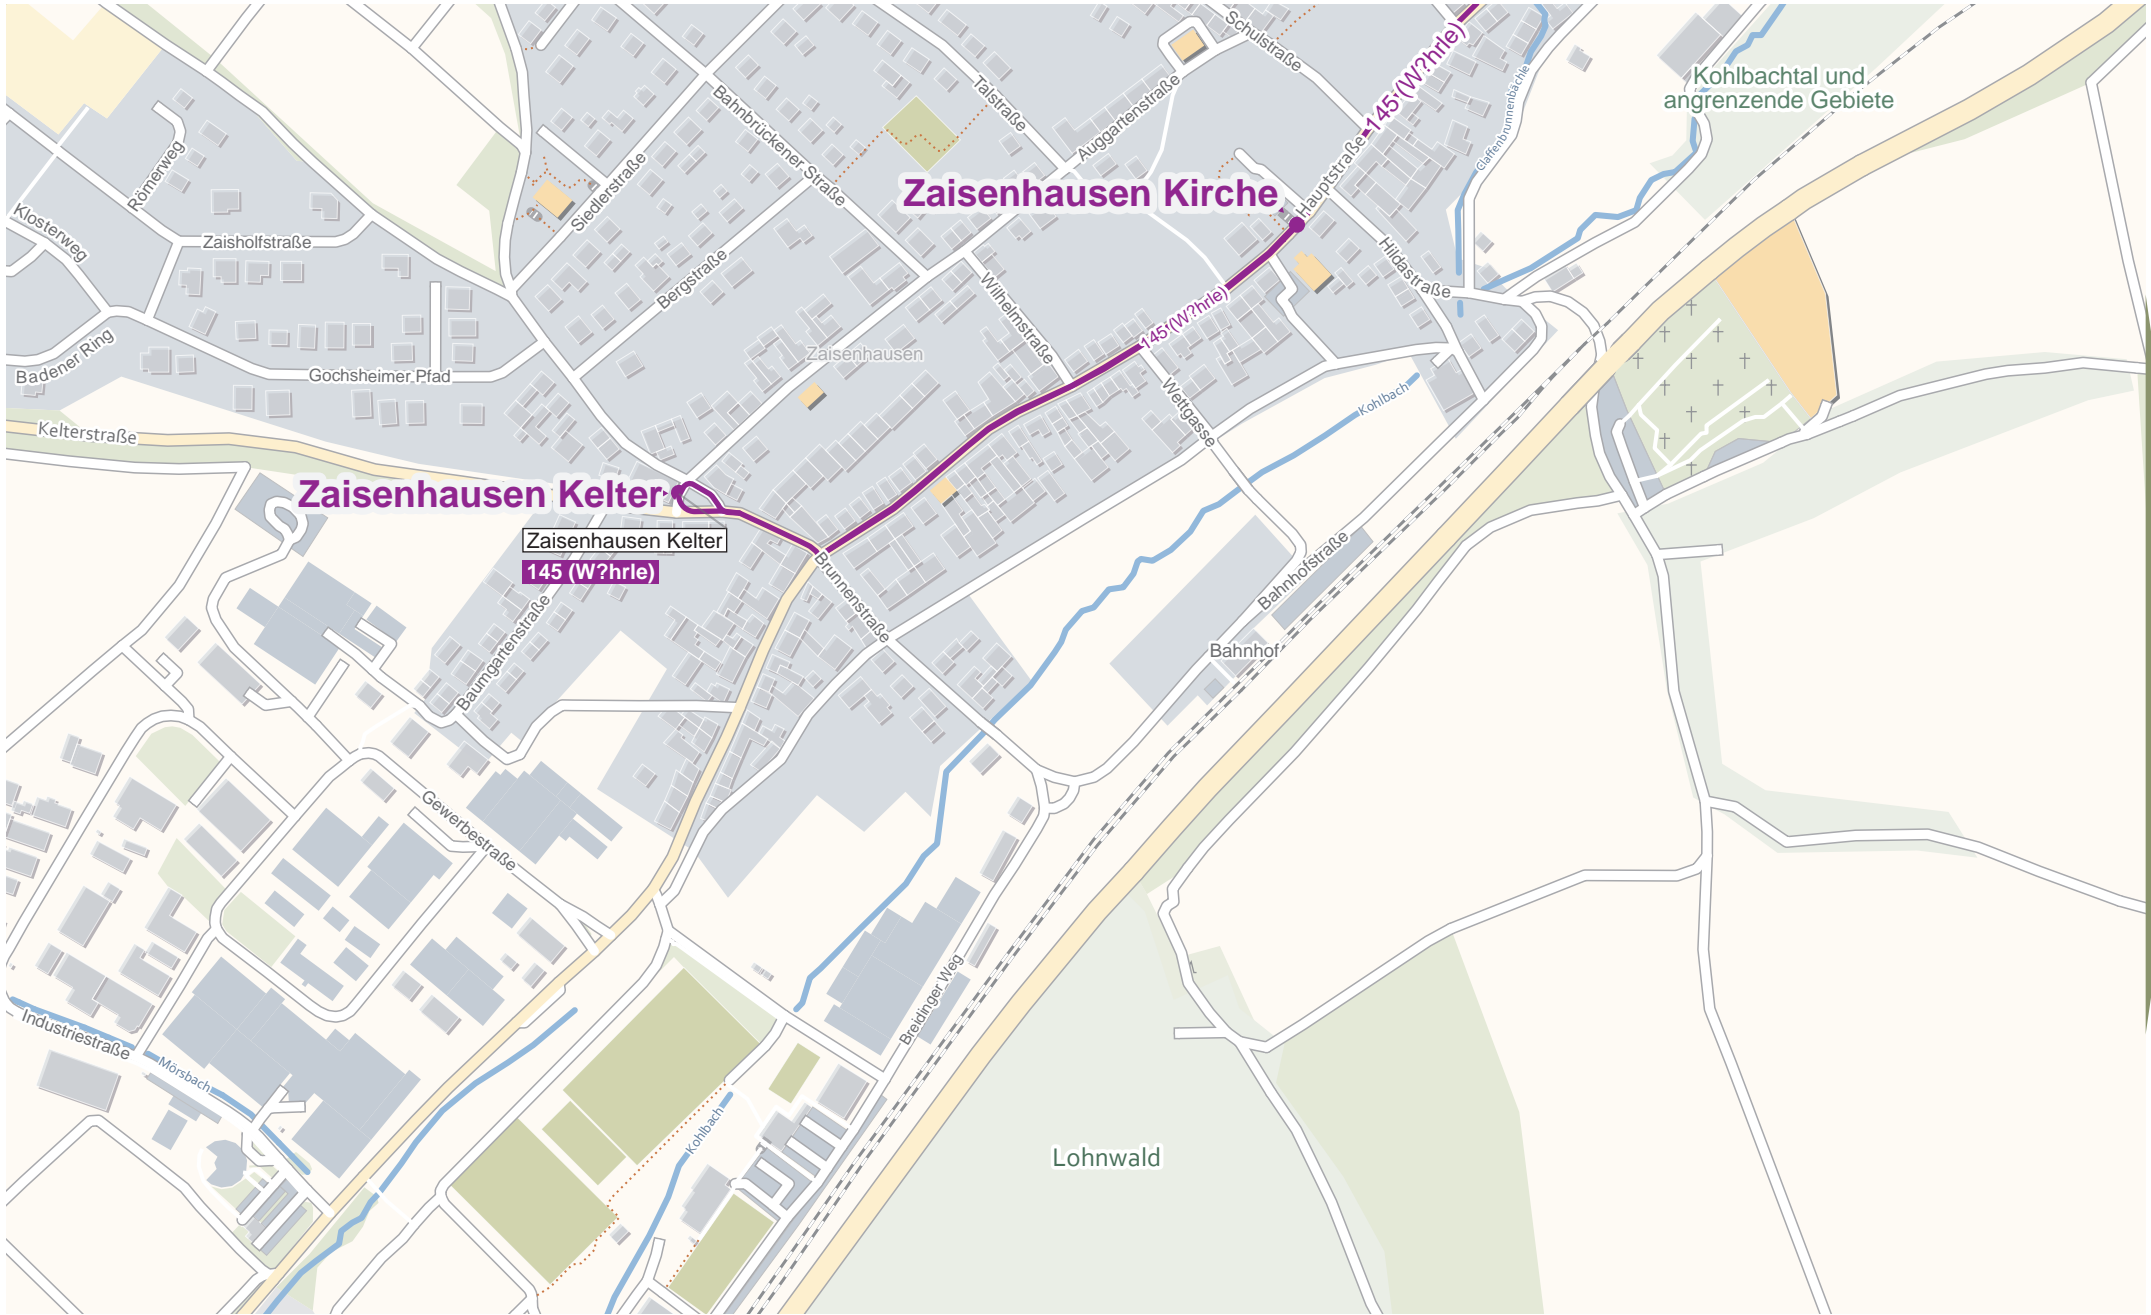 Schulstraße
145 (W?hrle)
Kohlbachtal und
angrenzende Gebiete
Talstraße
Bahnbrückener Straße
Auggartenstraße
Claffenbrunnenbächle
Römerweg
Siedlerstraße
Zaisenhausen Kirche
Hauptstraße
Klosterweg
Zaisholfstraße
Bergstraße
Wilhelmstraße
Hildastraße
145 (W?hrle)
Badener Ring
Zaisenhausen
Gochsheimer Pfad
Wettgasse
Kohlbach
Kelterstraße
Zaisenhausen Kelter
Zaisenhausen Kelter
145 (W?hrle)
Brunnenstraße
Bahnhofstraße
Baumgartenstraße
Bahnhof
Gewerbestraße
Breidinger Weg
Industriestraße
Mörsbach
Kohlbach
Lohnwald